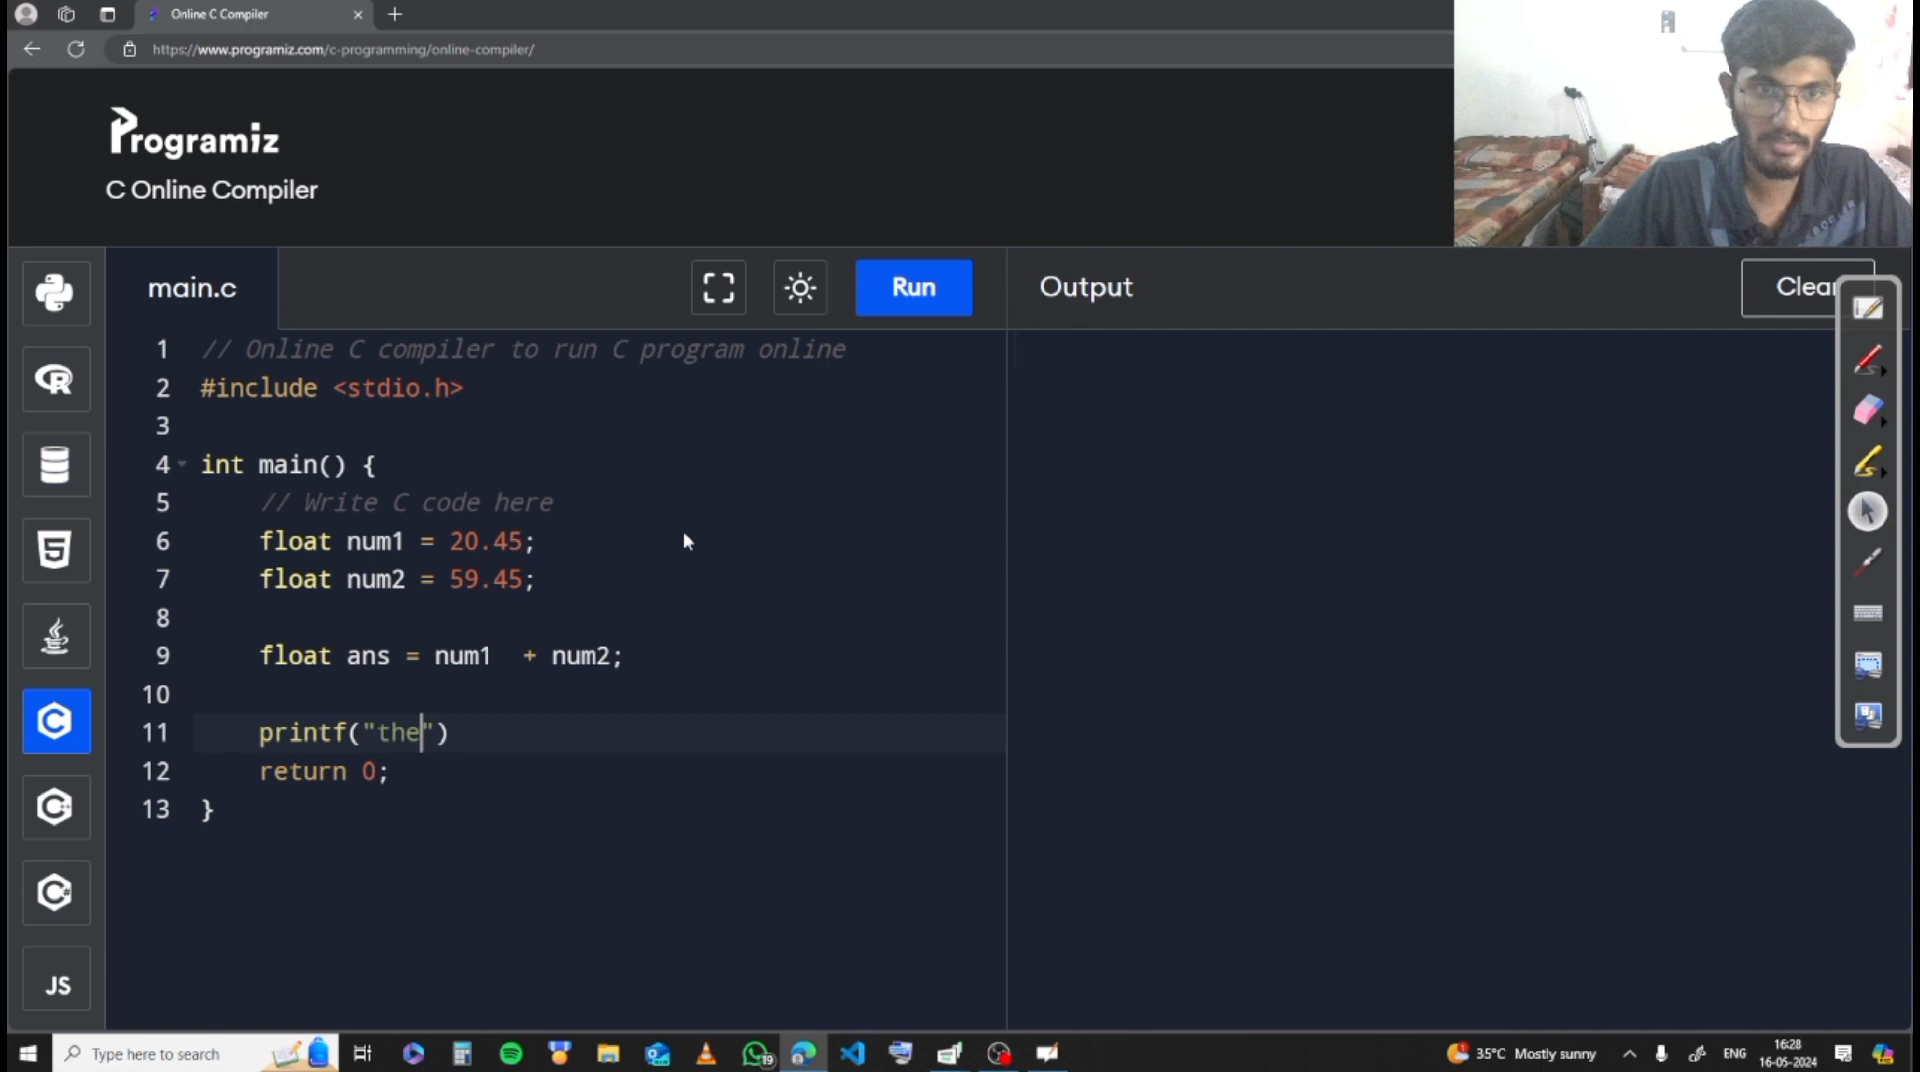 Online C Compiler
https://www.programiz.com/c-programming/online-compiler/
Programiz
C Online Compiler
main.c
Run
Output
Clear
1 // Online C compiler to run C program online
2 #include <stdio.h>
3
4 int main() {
5 // Write C code here
6 float num1 = 20.45;
7 float num2 = 59.45;
8
9 float ans = num1  + num2;
10
11 printf("the")
12 return 0;
13 }
JS
Type here to search
19
35°C Mostly sunny
ENG
16:28
16-05-2024